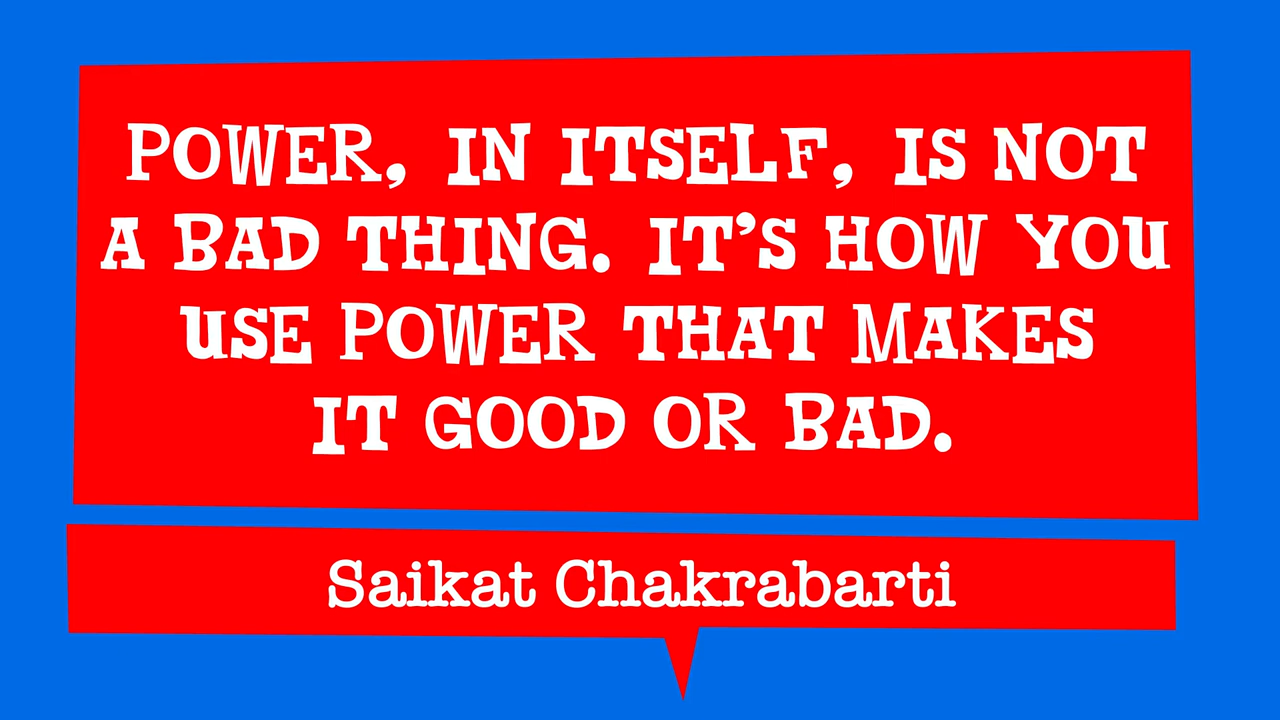 POWER, IN ITSELF, IS NOT
A BAD THING. IT’S HOW YOU
USE POWER THAT MAKES
IT GOOD OR BAD.
Saikat Chakrabarti